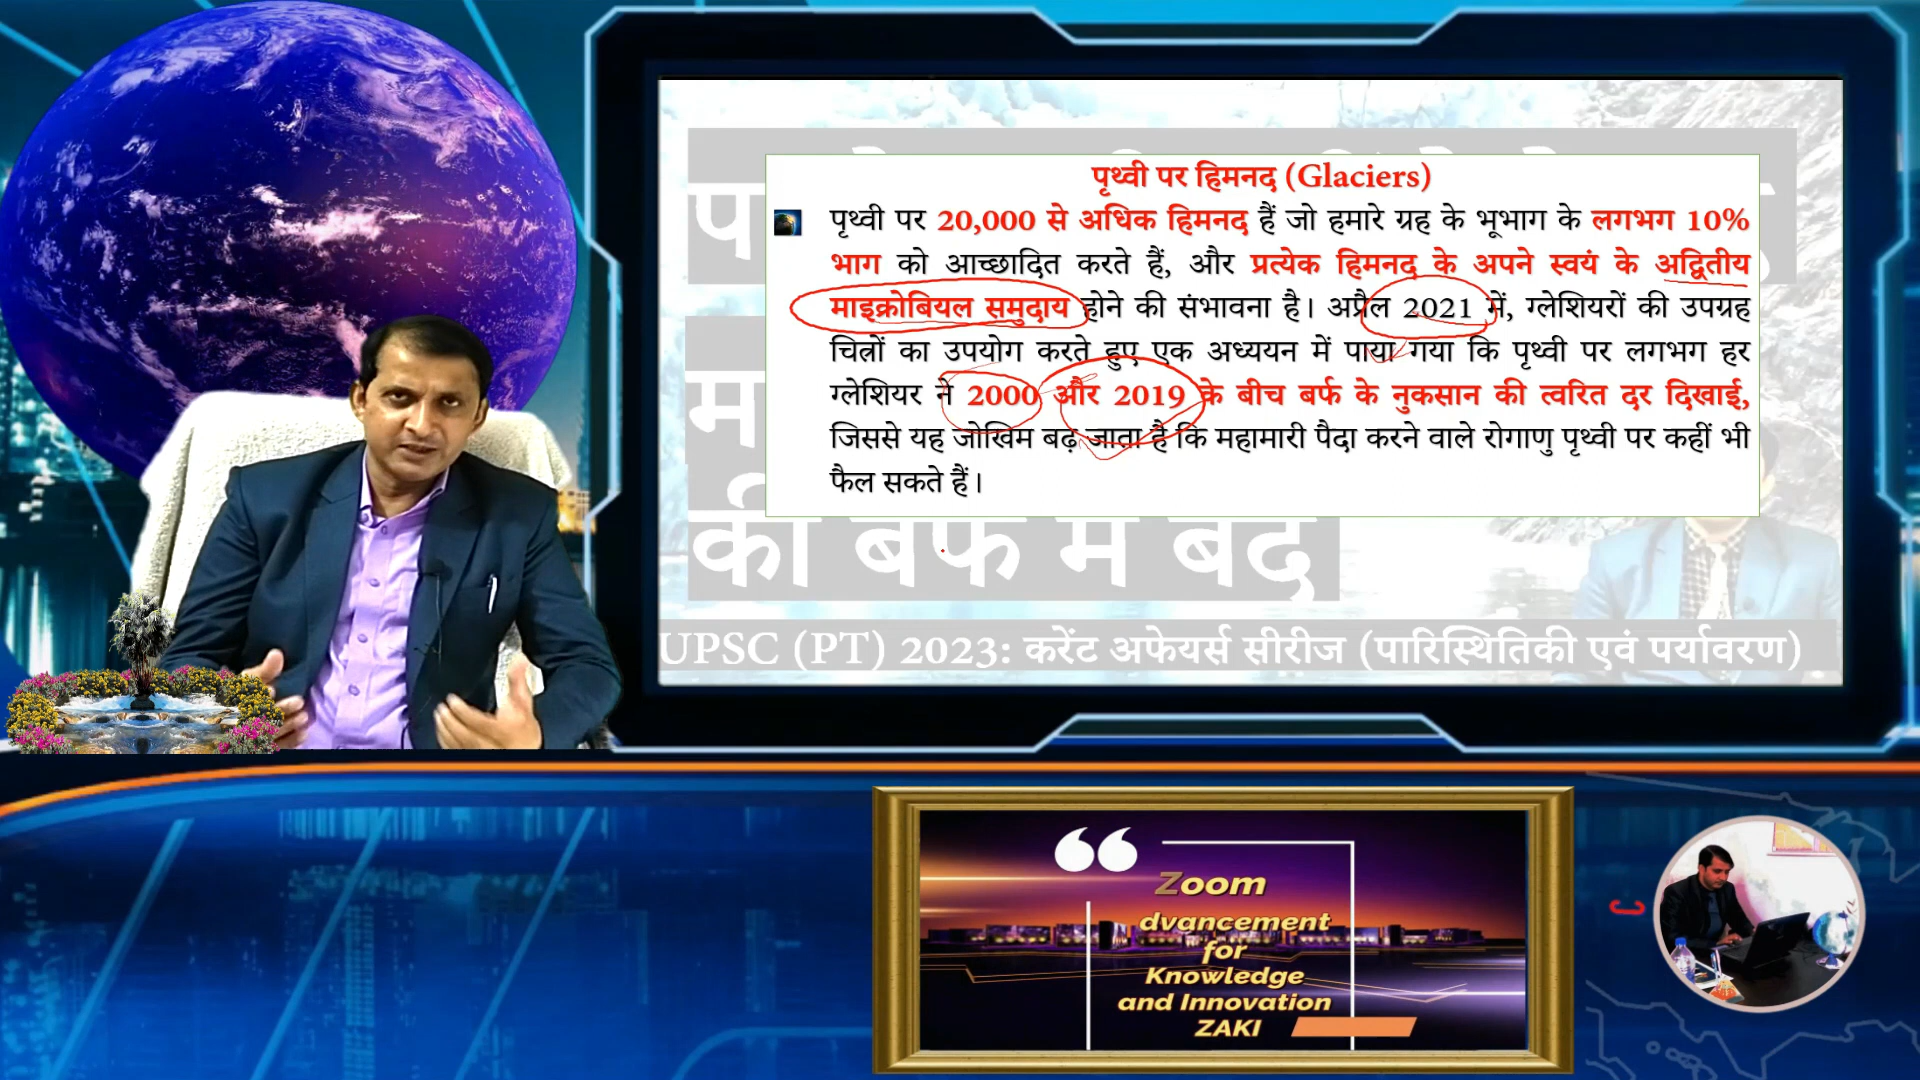 पृथ्वी पर हिमनद (Glaciers)
पृथ्वी पर 20,000 से अधिक हिमनद हैं जो हमारे ग्रह के भूभाग के लगभग 10%
भाग को आच्छादित करते हैं, और प्रत्येक हिमनद के अपने स्वयं के अद्वितीय
माइक्रोबियल समुदाय होने की संभावना है। अप्रैल 2021 में, ग्लेशियरों की उपग्रह
चित्रों का उपयोग करते हुए एक अध्ययन में पाया गया कि पृथ्वी पर लगभग हर
ग्लेशियर ने 2000 और 2019 के बीच बर्फ के नुकसान की त्वरित दर दिखाई,
जिससे यह जोखिम बढ़ जाता है कि महामारी पैदा करने वाले रोगाणु पृथ्वी पर कहीं भी
फैल सकते हैं।
की बर्फ में बंद
UPSC (PT) 2023: करेंट अफेयर्स सीरीज (पारिस्थितिकी एवं पर्यावरण)
Zoom
dvancement
for
Knowledge
and Innovation
ZAKI